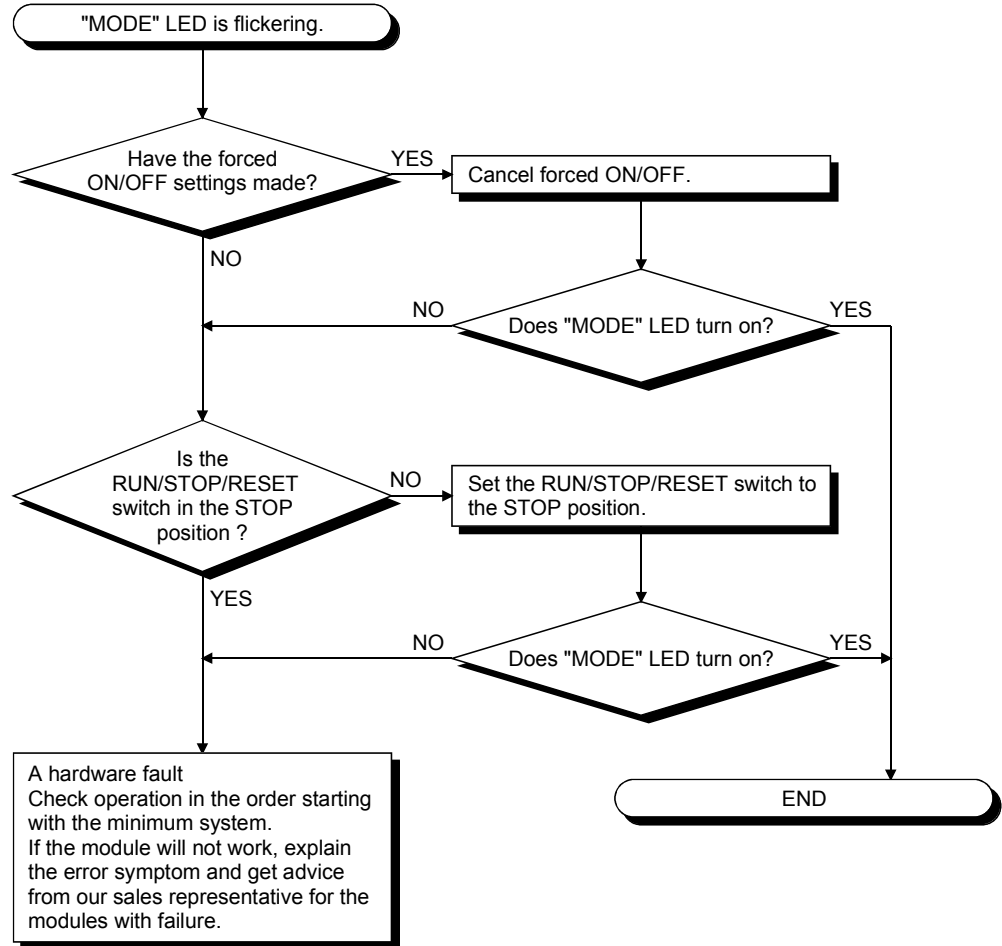 "MODE" LED is flickering.
Have the forced
ON/OFF settings made?
YES
Cancel forced ON/OFF.
NO
NO
Does "MODE" LED turn on?
YES
Is the
RUN/STOP/RESET
switch in the STOP
position ?
NO
Set the RUN/STOP/RESET switch to
the STOP position.
YES
NO
Does "MODE" LED turn on?
YES
A hardware fault
Check operation in the order starting
with the minimum system.
If the module will not work, explain
the error symptom and get advice
from our sales representative for the
modules with failure.
END